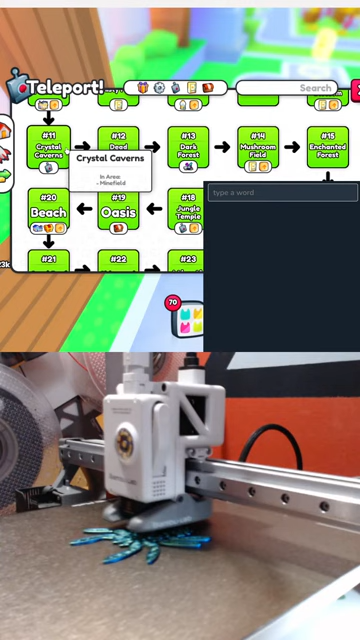 Teleport!
Search
#11
Crystal
Caverns
#12
Dead
#13
Dark
Forest
#14
Mushroom
Field
#15
Enchanted
Forest
Crystal Caverns
In Area:
- Minefield
type a word
#20
Beach
#19
Oasis
#18
Jungle
Temple
#21
#22
#23
70